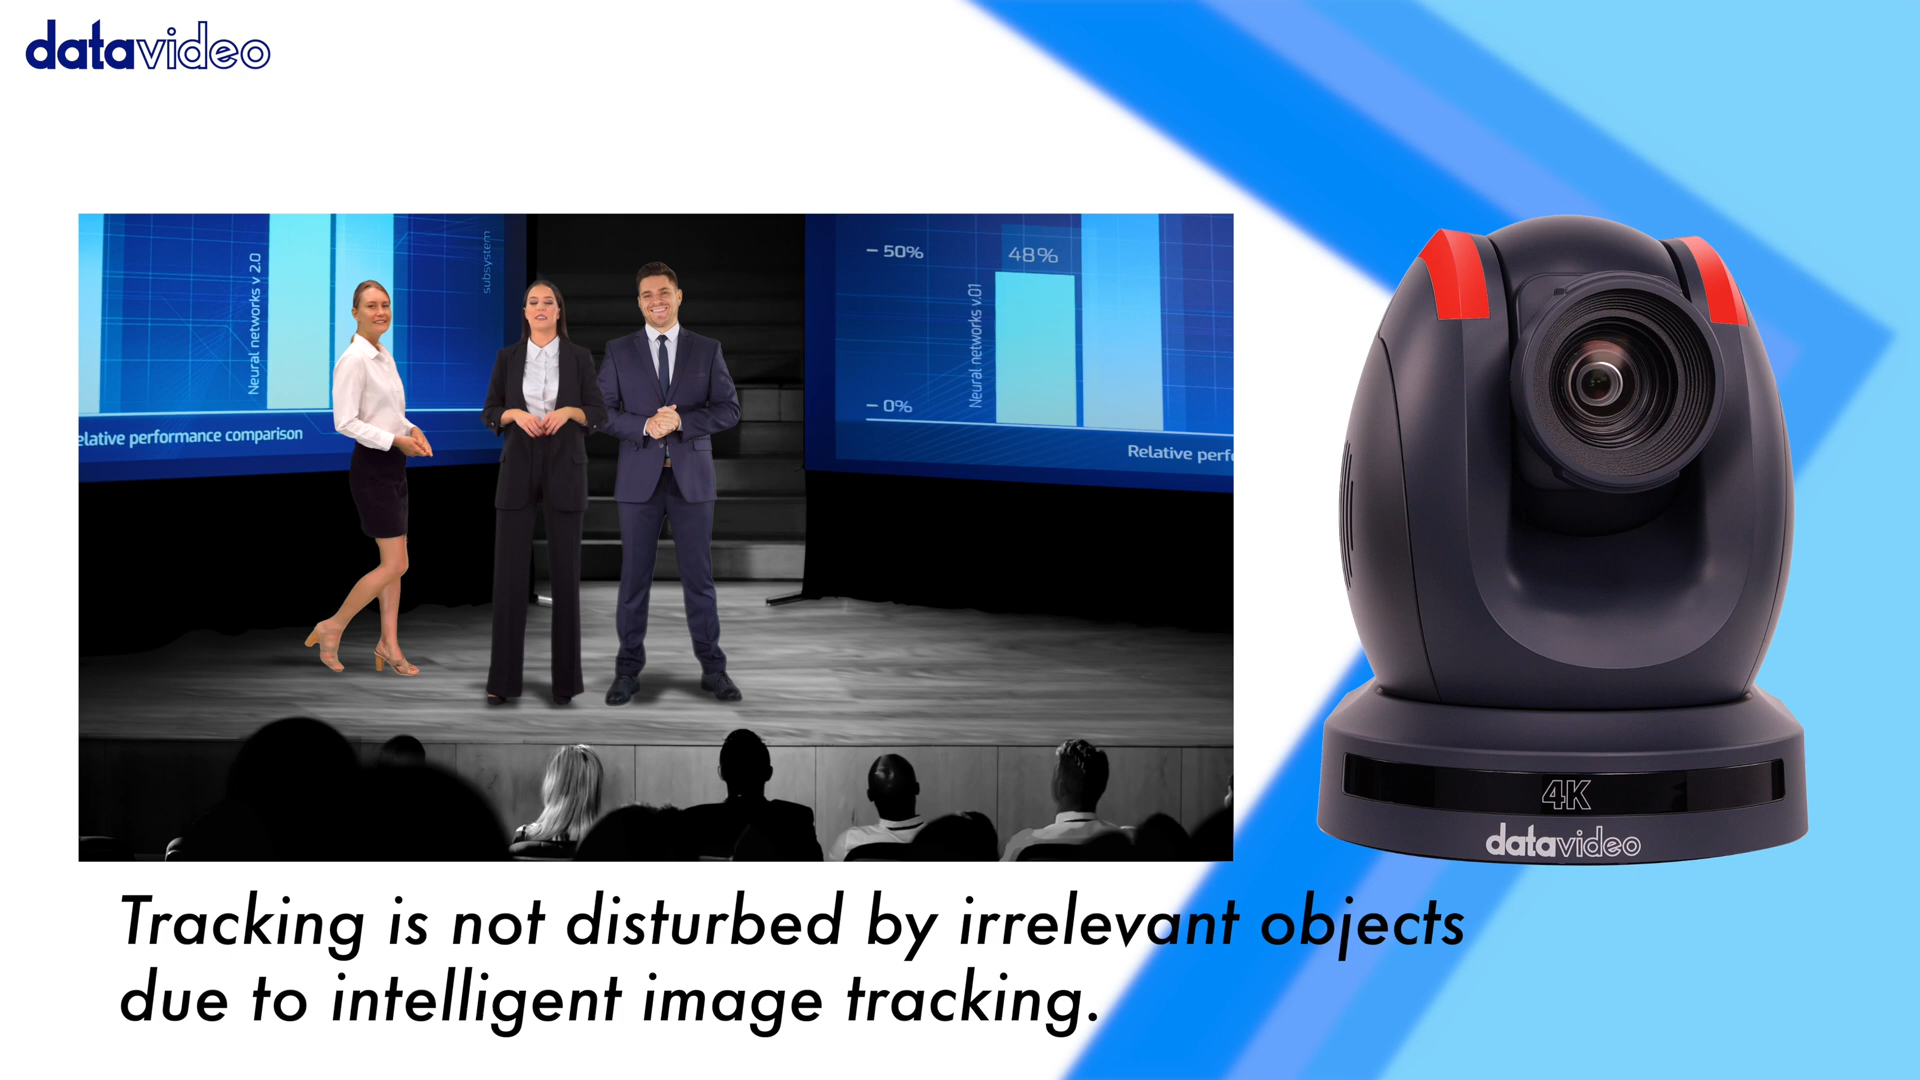 datavideo
Neural networks v 2.0
subsystem
elative performance comparison
– 50%
48%
Neural networks v.01
– 0%
Relative perf
4K
datavideo
Tracking is not disturbed by irrelevant objects
due to intelligent image tracking.